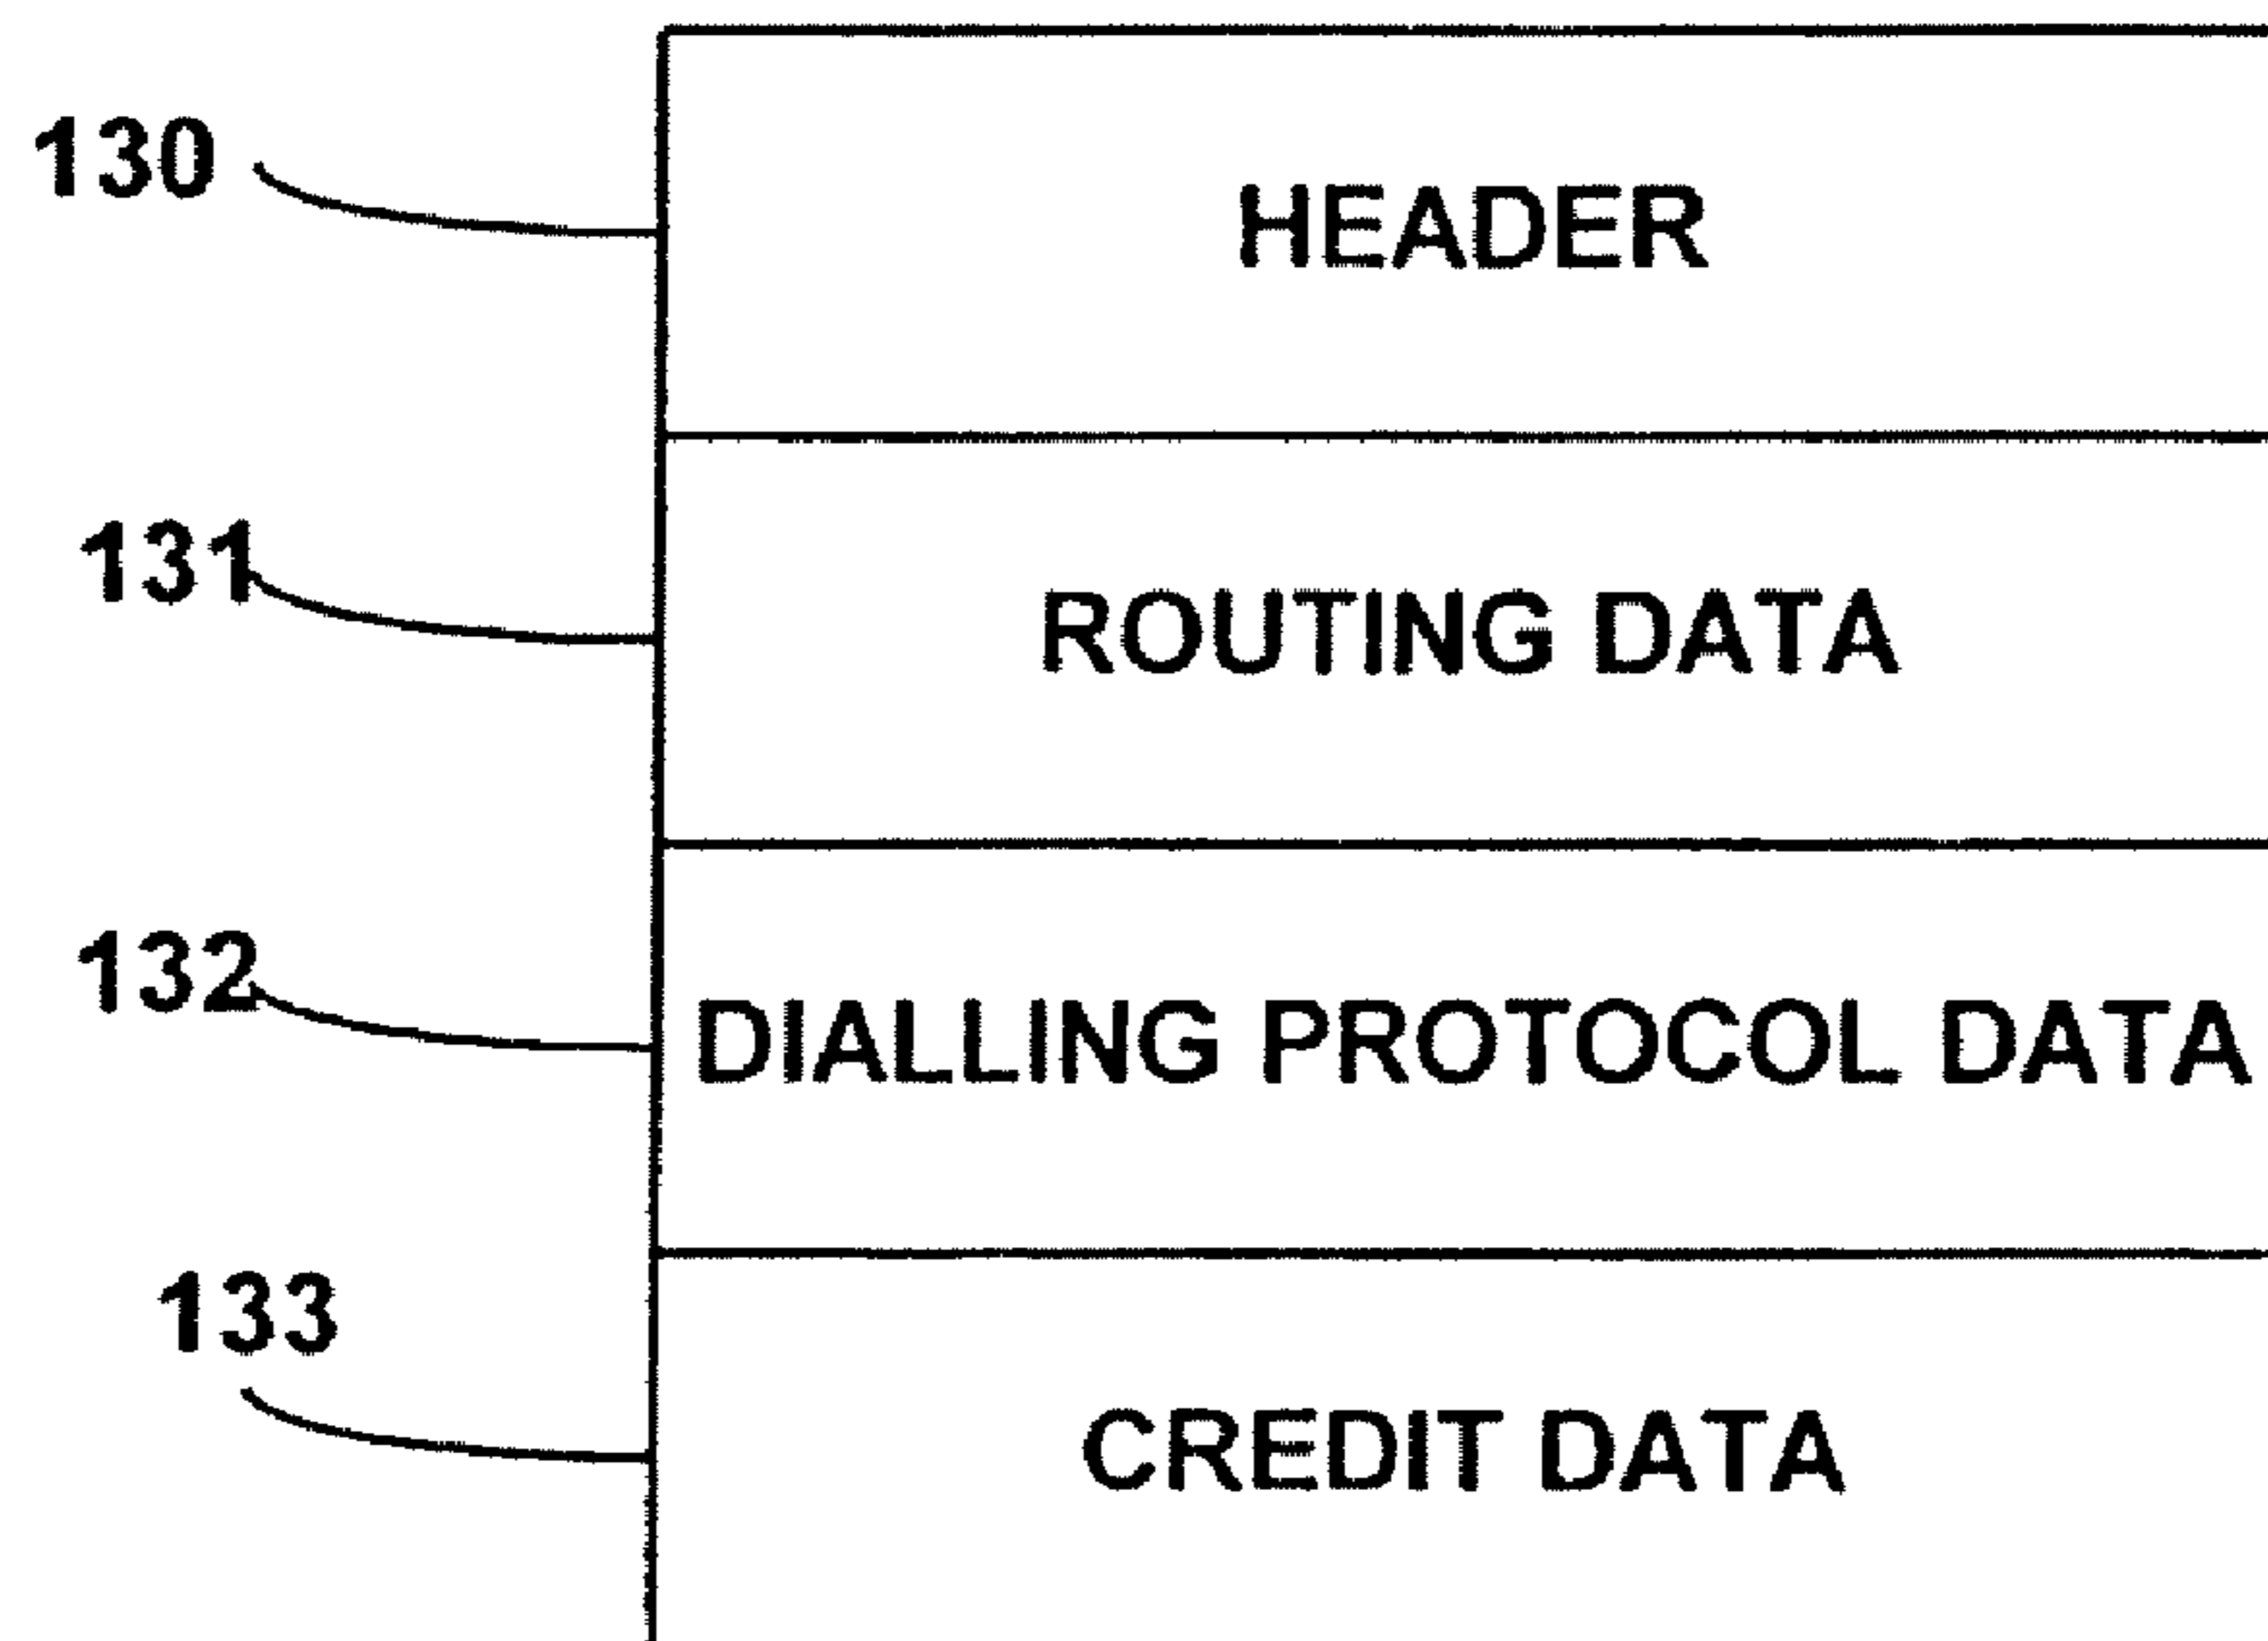 130
HEADER
131
ROUTING DATA
132
DIALLING PROTOCOL DATA
133
CREDIT DATA